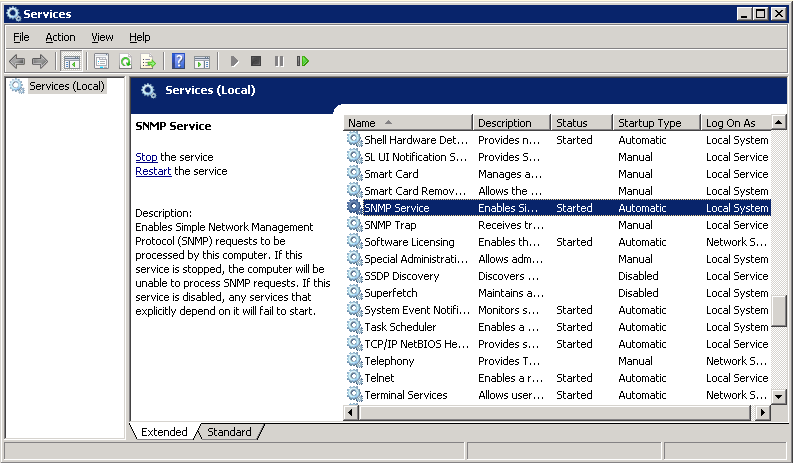 Services
File Action View Help
Services (Local)
Services (Local)
SNMP Service
Stop the service
Restart the service
Description:
Enables Simple Network Management
Protocol (SNMP) requests to be
processed by this computer. If this
service is stopped, the computer will be
unable to process SNMP requests. If this
service is disabled, any services that
explicitly depend on it will fail to start.
Name Description Status Startup Type Log On As
Shell Hardware Det... Provides n... Started Automatic Local System
SL UI Notification S... Provides S... Manual Local Service
Smart Card Manages a... Manual Local Service
Smart Card Remov... Allows the ... Manual Local System
SNMP Service Enables Si... Started Automatic Local System
SNMP Trap Receives tr... Manual Local Service
Software Licensing Enables th... Started Automatic Network S...
Special Administrati... Allows adm... Manual Local System
SSDP Discovery Discovers ... Disabled Local Service
Superfetch Maintains a... Disabled Local System
System Event Notifi... Monitors s... Started Automatic Local System
Task Scheduler Enables a ... Started Automatic Local System
TCP/IP NetBIOS He... Provides s... Started Automatic Local Service
Telephony Provides T... Manual Network S...
Telnet Enables a r... Started Automatic Local Service
Terminal Services Allows user... Started Automatic Network S...
Extended Standard